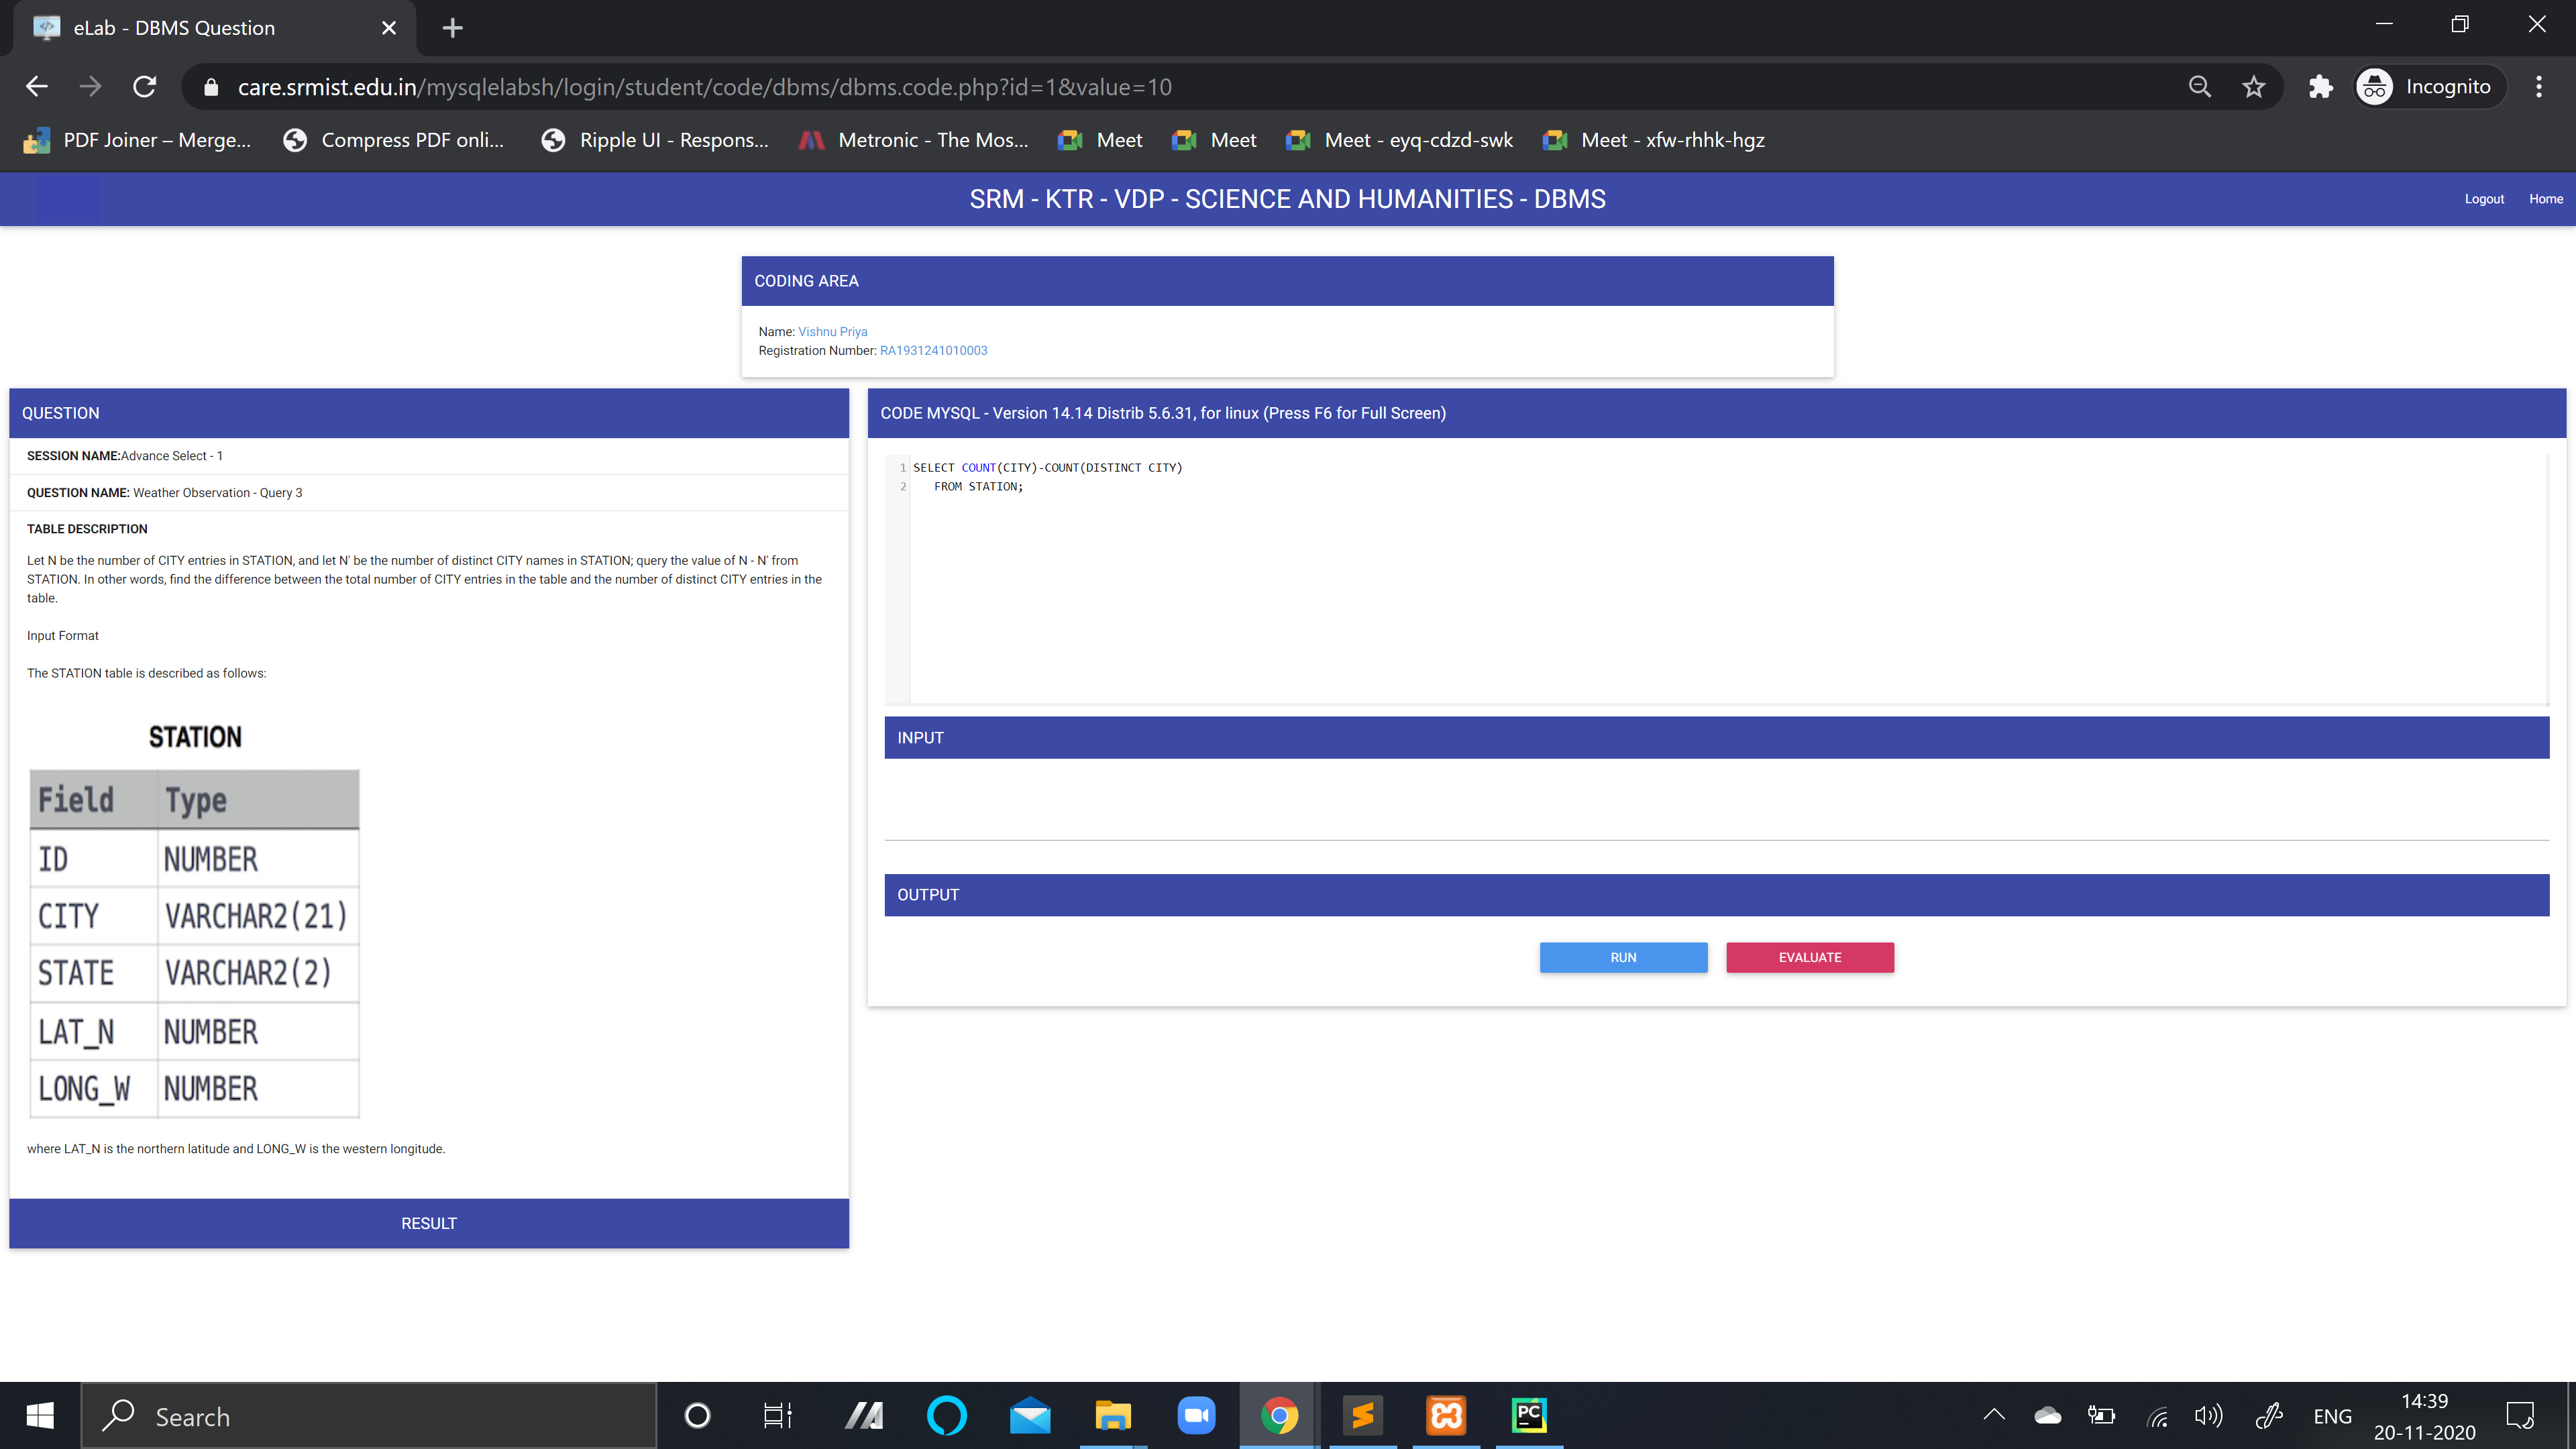 eLab - DBMS Question
care.srmist.edu.in/mysqlelabsh/login/student/code/dbms/dbms.code.php?id=1&value=10
Incognito
PDF Joiner – Merge...
Compress PDF onli...
Ripple UI - Respons...
Metronic - The Mos...
Meet
Meet
Meet - eyq-cdzd-swk
Meet - xfw-rhhk-hgz
SRM - KTR - VDP - SCIENCE AND HUMANITIES - DBMS
Logout
Home
CODING AREA
Name: Vishnu Priya
Registration Number: RA1931241010003
QUESTION
SESSION NAME:Advance Select - 1
QUESTION NAME: Weather Observation - Query 3
TABLE DESCRIPTION
Let N be the number of CITY entries in STATION, and let N' be the number of distinct CITY names in STATION; query the value of N - N' from
STATION. In other words, find the difference between the total number of CITY entries in the table and the number of distinct CITY entries in the
table.
Input Format
The STATION table is described as follows:
STATION
Field Type
ID NUMBER
CITY VARCHAR2(21)
STATE VARCHAR2(2)
LAT_N NUMBER
LONG_W NUMBER
where LAT_N is the northern latitude and LONG_W is the western longitude.
RESULT
CODE MYSQL - Version 14.14 Distrib 5.6.31, for linux (Press F6 for Full Screen)
1 SELECT COUNT(CITY)-COUNT(DISTINCT CITY)
2 FROM STATION;
INPUT
OUTPUT
RUN
EVALUATE
Search
PC
ENG
14:39
20-11-2020